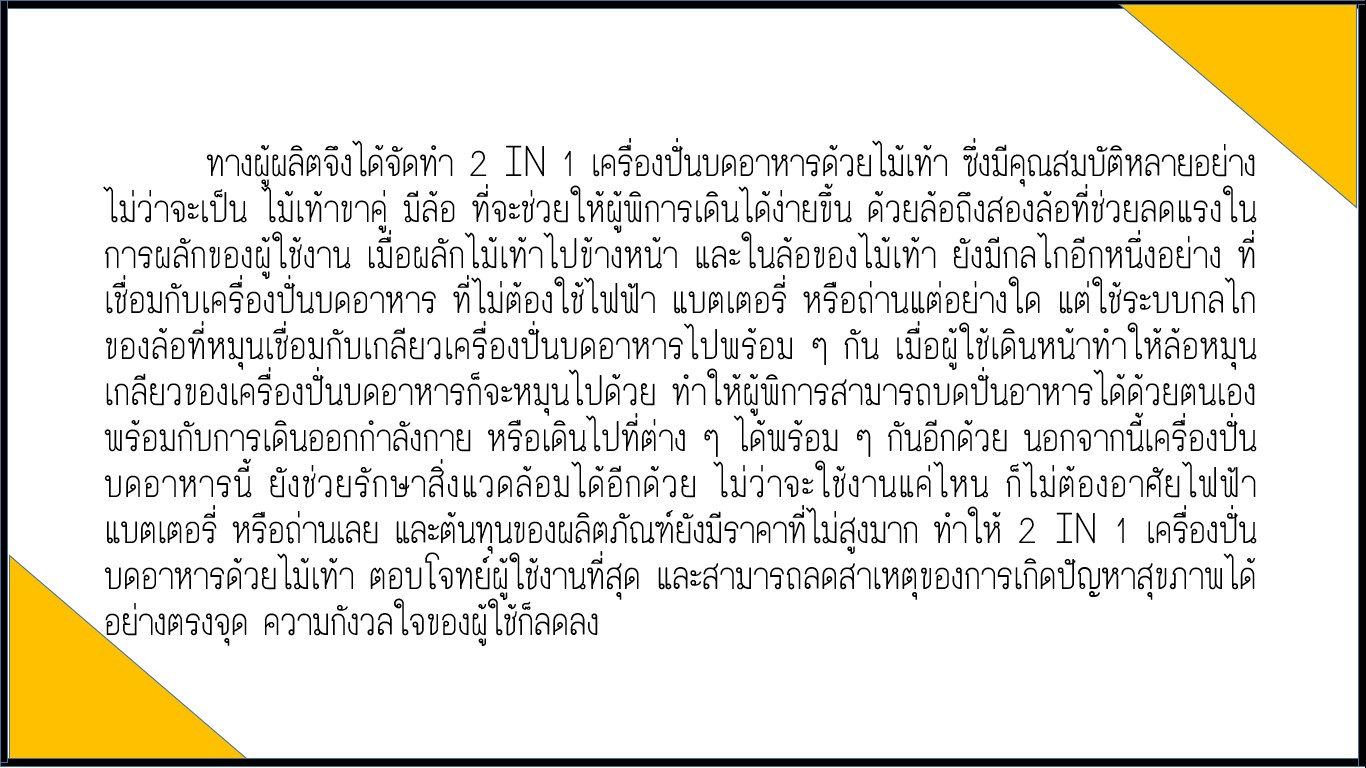 ทางผู้ผลิตจึงได้จัดทำ 2 IN 1 เครื่องปั่นบดอาหารด้วยไม้เท้า ซึ่งมีคุณสมบัติหลายอย่าง
ไม่ว่าจะเป็น ไม้เท้าขาคู่ มีล้อ ที่จะช่วยให้ผู้พิการเดินได้ง่ายขึ้น ด้วยล้อถึงสองล้อที่ช่วยลดแรงใน
การผลักของผู้ใช้งาน เมื่อผลักไม้เท้าไปข้างหน้า และในล้อของไม้เท้า ยังมีกลไกอีกหนึ่งอย่าง ที่
เชื่อมกับเครื่องปั่นบดอาหาร ที่ไม่ต้องใช้ไฟฟ้า แบตเตอรี่ หรือถ่านแต่อย่างใด แต่ใช้ระบบกลไก
ของล้อที่หมุนเชื่อมกับเกลียวเครื่องปั่นบดอาหารไปพร้อม ๆ กัน เมื่อผู้ใช้เดินหน้าทำให้ล้อหมุน
เกลียวของเครื่องปั่นบดอาหารก็จะหมุนไปด้วย ทำให้ผู้พิการสามารถบดปั่นอาหารได้ด้วยตนเอง
พร้อมกับการเดินออกกำลังกาย หรือเดินไปที่ต่าง ๆ ได้พร้อม ๆ กันอีกด้วย นอกจากนี้เครื่องปั่น
บดอาหารนี้ ยังช่วยรักษาสิ่งแวดล้อมได้อีกด้วย ไม่ว่าจะใช้งานแค่ไหน ก็ไม่ต้องอาศัยไฟฟ้า
แบตเตอรี่ หรือถ่านเลย และต้นทุนของผลิตภัณฑ์ยังมีราคาที่ไม่สูงมาก ทำให้ 2 IN 1 เครื่องปั่น
บดอาหารด้วยไม้เท้า ตอบโจทย์ผู้ใช้งานที่สุด และสามารถลดสาเหตุของการเกิดปัญหาสุขภาพได้
อย่างตรงจุด ความกังวลใจของผู้ใช้ก็ลดลง